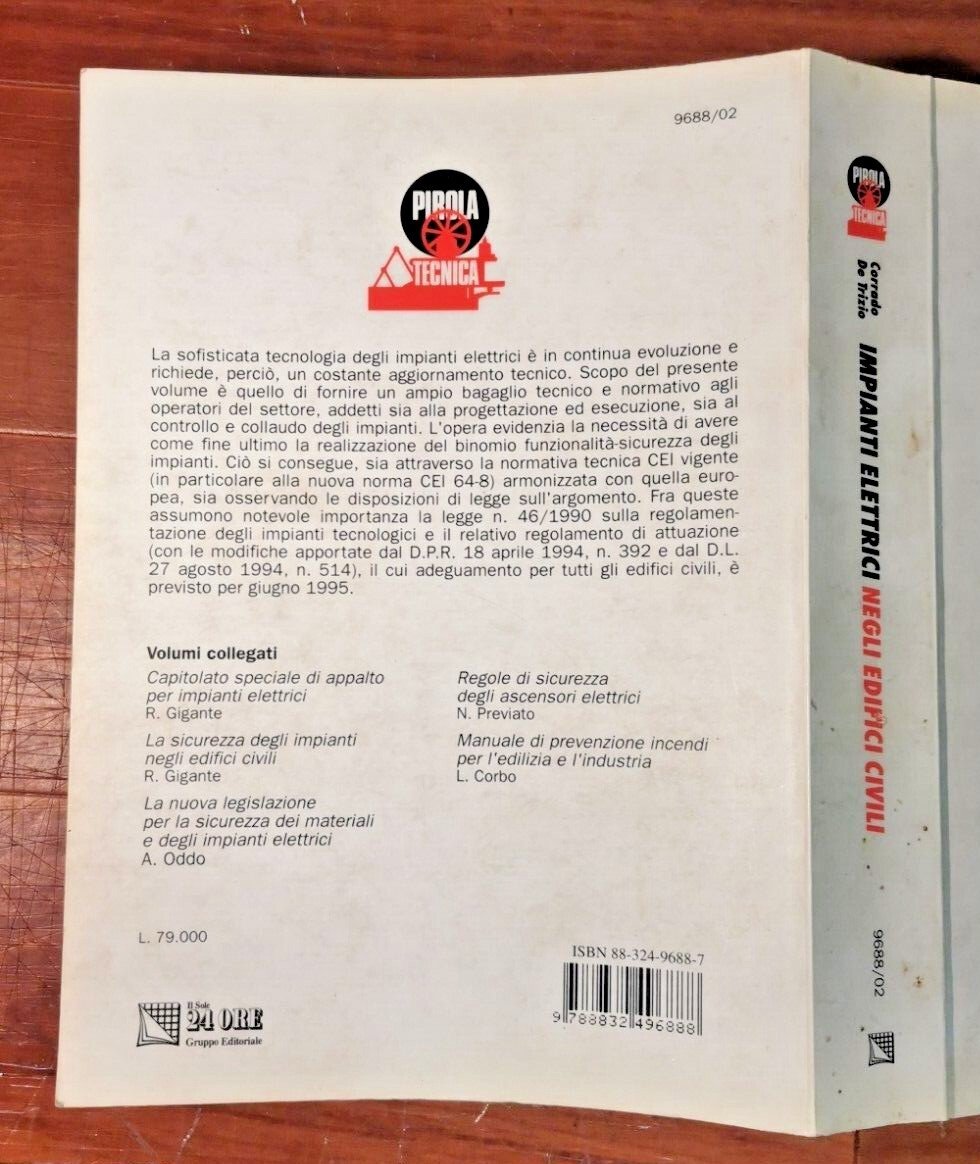 9688/02
PIROLA
TECNICA
La sofisticata tecnologia degli impianti elettrici è in continua evoluzione e
richiede, perciò, un costante aggiornamento tecnico. Scopo del presente
volume è quello di fornire un ampio bagaglio tecnico e normativo agli
operatori del settore, addetti sia alla progettazione ed esecuzione, sia al
controllo e collaudo degli impianti. L'opera evidenzia la necessità di avere
come fine ultimo la realizzazione del binomio funzionalità-sicurezza degli
impianti. Ciò si consegue, sia attraverso la normativa tecnica CEI vigente
(in particolare alla nuova norma CEI 64-8) armonizzata con quella euro-
pea, sia osservando le disposizioni di legge sull'argomento. Fra queste
assumono notevole importanza la legge n. 46/1990 sulla regolamen-
tazione degli impianti tecnologici e il relativo regolamento di attuazione
(con le modifiche apportate dal D.P.R. 18 aprile 1994, n. 392 e dal D.L.
27 agosto 1994, n. 514), il cui adeguamento per tutti gli edifici civili, è
previsto per giugno 1995.
Volumi collegati
Capitolato speciale di appalto
per impianti elettrici
R. Gigante
La sicurezza degli impianti
negli edifici civili
R. Gigante
La nuova legislazione
per la sicurezza dei materiali
e degli impianti elettrici
A. Oddo
Regole di sicurezza
degli ascensori elettrici
N. Previato
Manuale di prevenzione incendi
per l'edilizia e l'industria
L. Corbo
L. 79.000
Il Sole
24 ORE
Gruppo Editoriale
ISBN 88-324-9688-7
9 788832 496888
PIROLA
TECNICA
Corrado
De Trizio
IMPIANTI ELETTRICI NEGLI EDIFICI CIVILI
9688/02